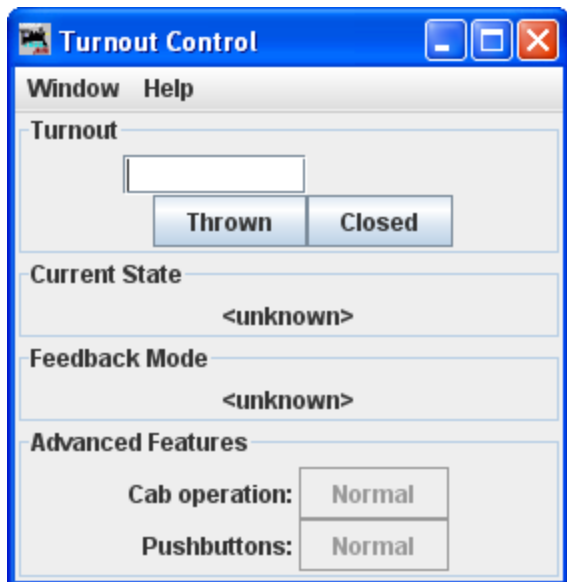 Turnout Control
Window Help
Turnout
Thrown Closed
Current State
<unknown>
Feedback Mode
<unknown>
Advanced Features
Cab operation: Normal
Pushbuttons: Normal